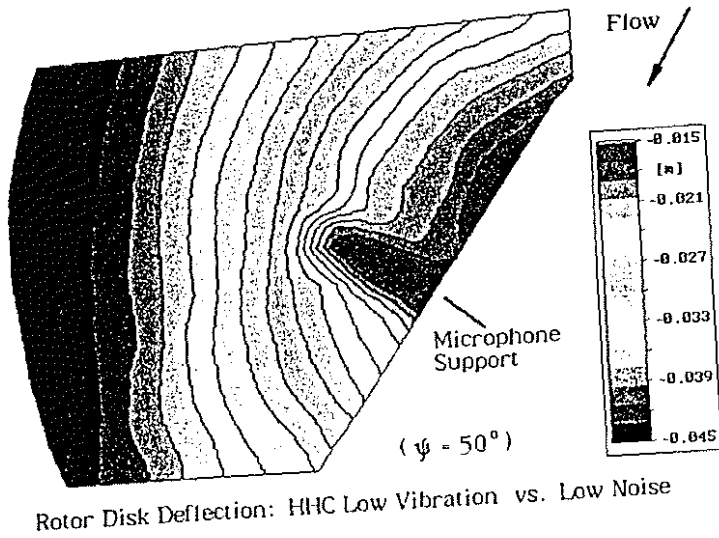 Flow
-0.015
[m]
-0.021
-0.027
-0.033
-0.039
-0.045
Microphone
Support
( ψ = 50° )
Rotor Disk Deflection: HHC Low Vibration vs. Low Noise